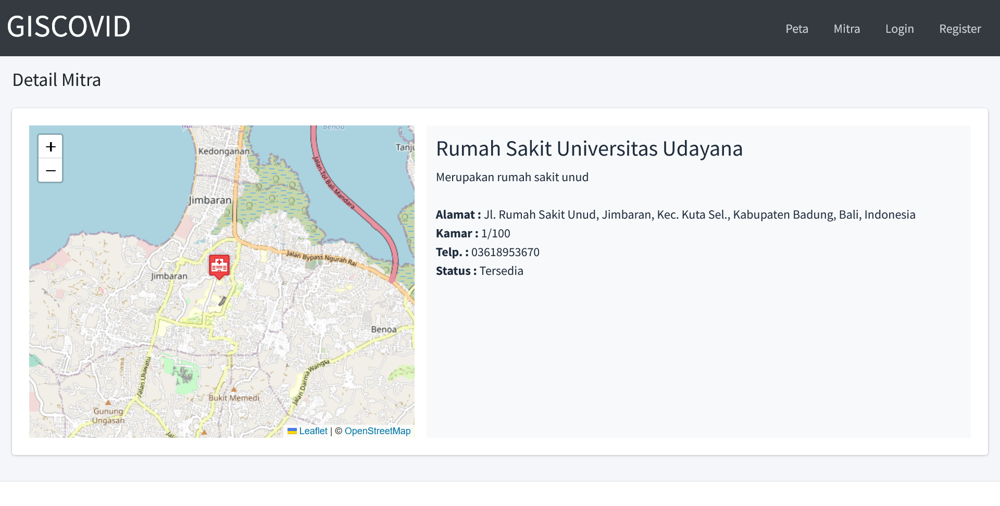 GISCOVID
Peta
Mitra
Login
Register
Detail Mitra
+
−
Benoa
Kedonganan
Jalan Tol Bali Mandara
Jimbaran
Jalan Bypass Ngurah Rai
Jimbaran
Benoa
Jalan Uluwatu
Jalan Darma Wangsa
Bukit Memedi
Gunung
Ungasan
Leaflet | © OpenStreetMap
Rumah Sakit Universitas Udayana
Merupakan rumah sakit unud
Alamat : Jl. Rumah Sakit Unud, Jimbaran, Kec. Kuta Sel., Kabupaten Badung, Bali, Indonesia
Kamar : 1/100
Telp. : 03618953670
Status : Tersedia